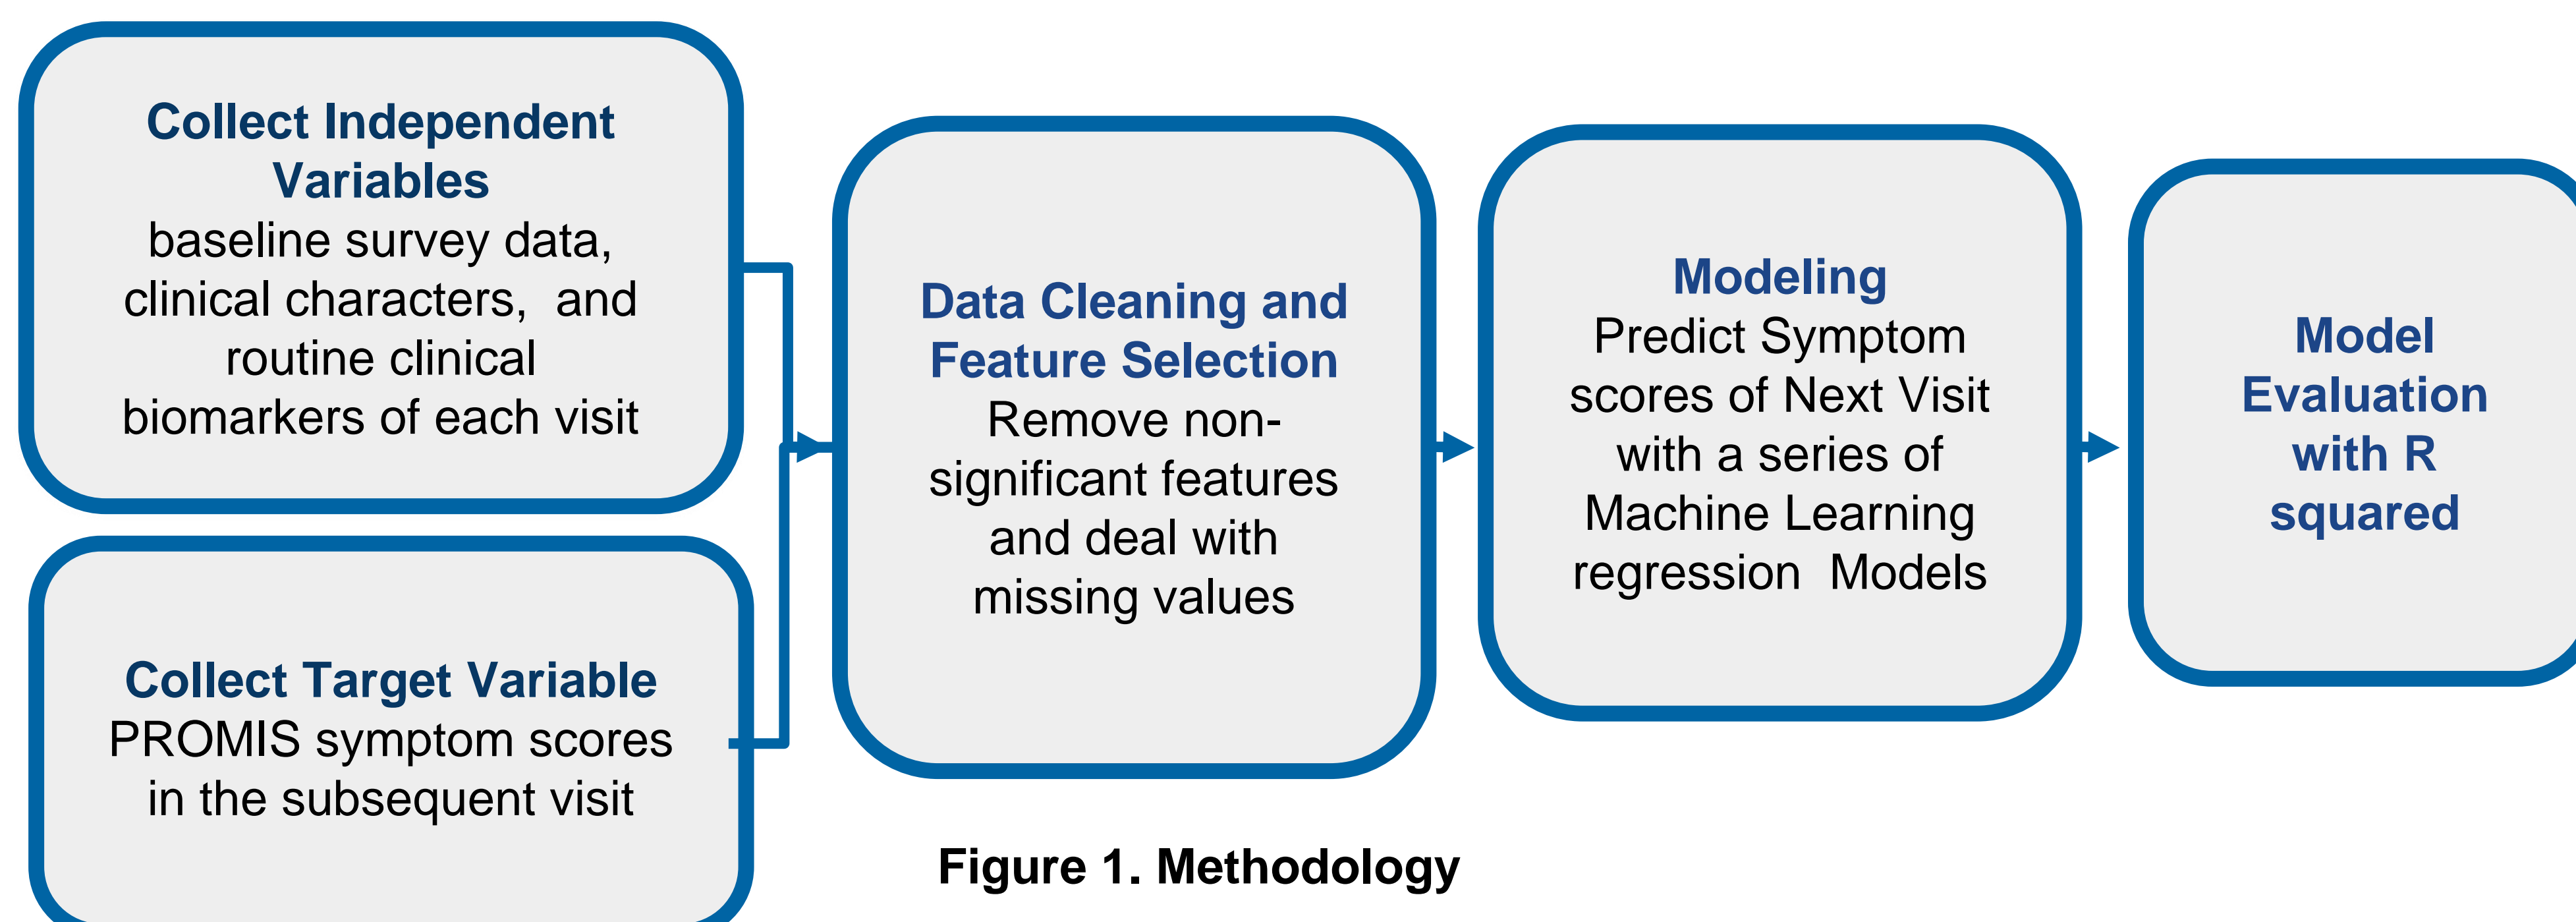 Collect Independent
Variables
baseline survey data,
clinical characters,  and
routine clinical
biomarkers of each visit
Collect Target Variable
PROMIS symptom scores
in the subsequent visit
Data Cleaning and
Feature Selection
Remove non-
significant features
and deal with
missing values
Modeling
Predict Symptom
scores of Next Visit
with a series of
Machine Learning
regression  Models
Model
Evaluation
with R
squared
Figure 1. Methodology